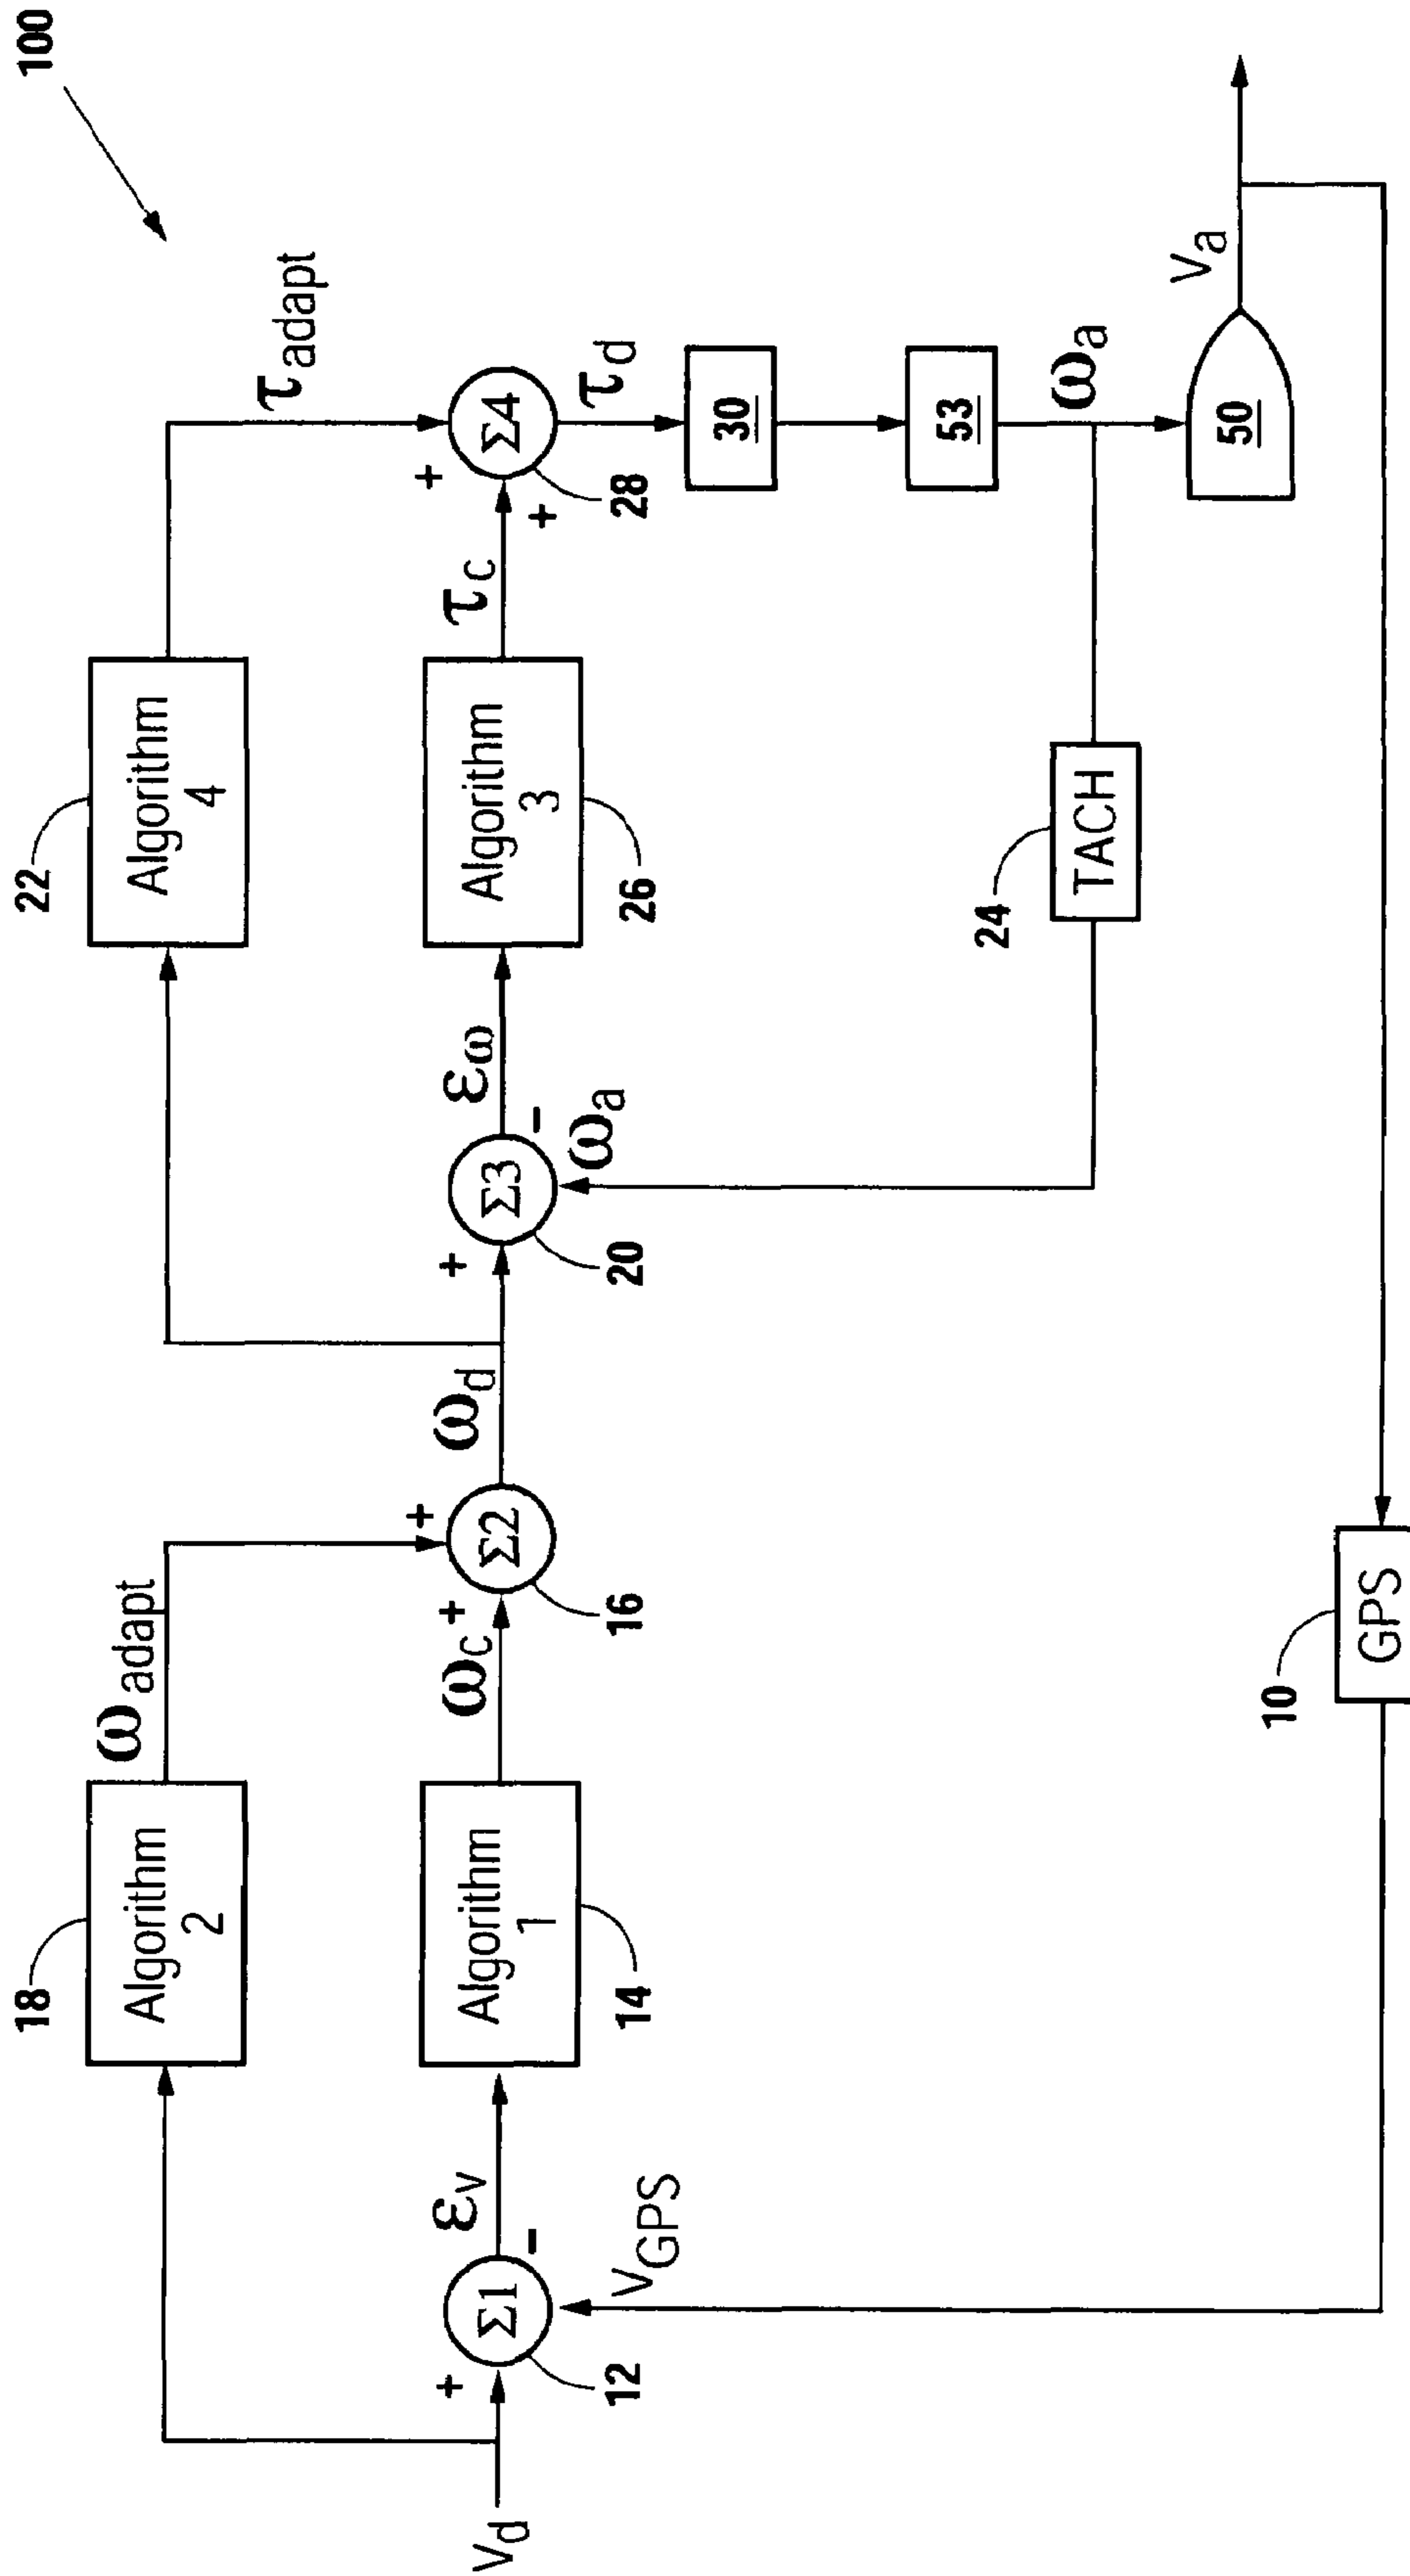 100
22
Algorithm
4
τadapt
18
Algorithm
2
ωadapt
Vd
+
Σ1
-
12
εv
Algorithm
1
14
ωc
+
+
Σ2
16
ωd
+
Σ3
-
20
εω
ωa
Algorithm
3
26
τc
+
+
Σ4
28
τd
30
53
ωa
24
TACH
50
Va
VGPS
10
GPS